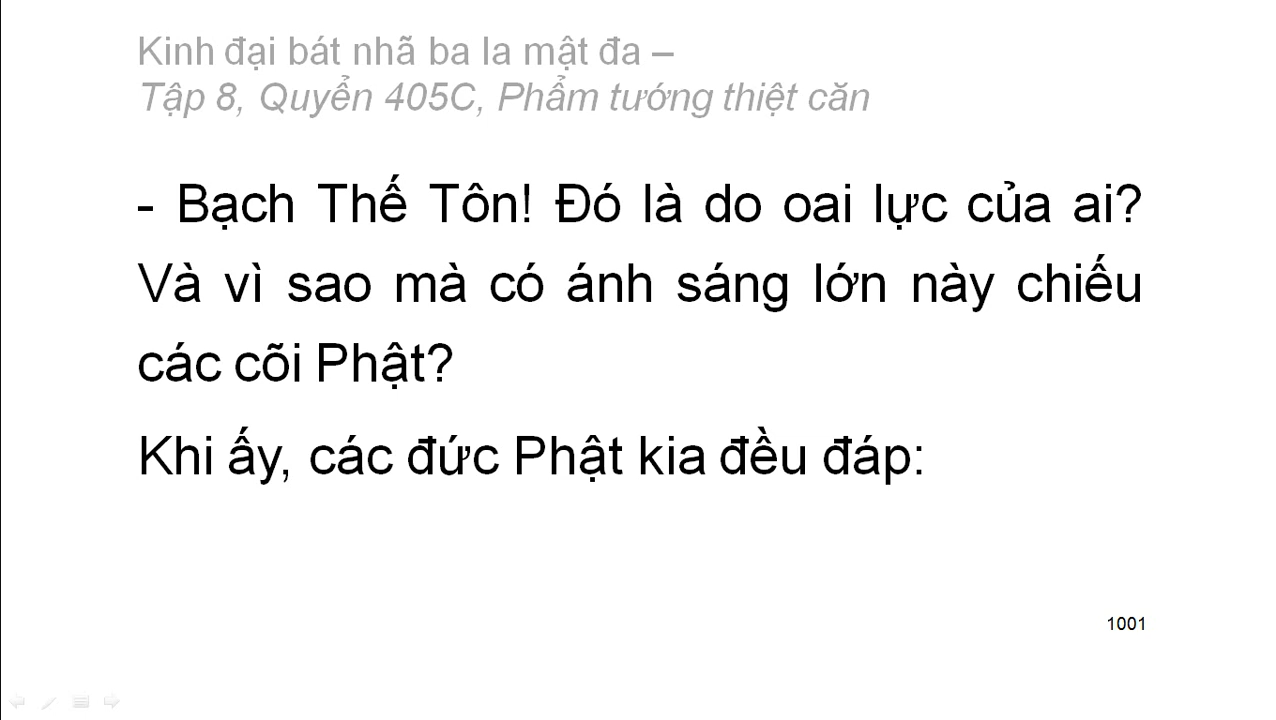 Kinh đại bát nhã ba la mật đa –
Tập 8, Quyển 405C, Phẩm tướng thiệt căn
- Bạch Thế Tôn! Đó là do oai lực của ai?
Và vì sao mà có ánh sáng lớn này chiếu
các cõi Phật?
Khi ấy, các đức Phật kia đều đáp:
1001